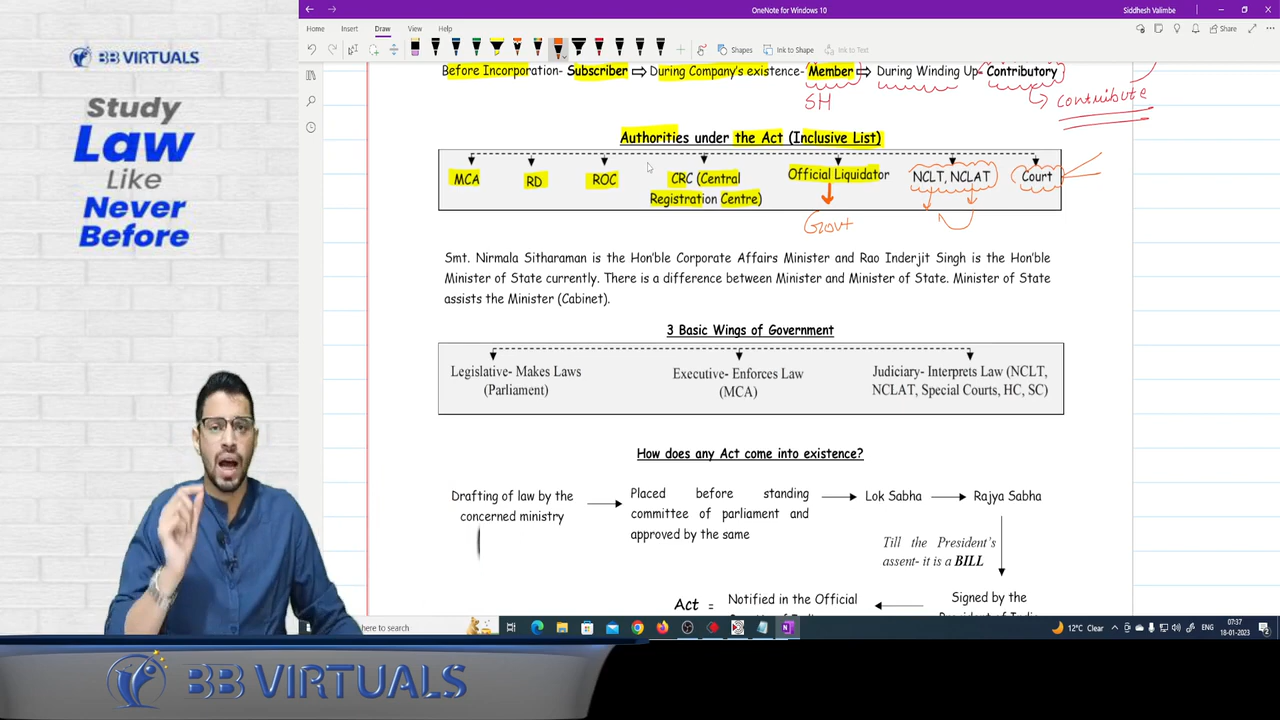 OneNote for Windows 10
Siddhesh Valimbe
Home
Insert
Draw
View
Help
Share
Shapes
Ink to Shape
Ink to Text
BB VIRTUALS
Study
Law
Like
Never
Before
Before Incorporation- Subscriber ⇨ During Company's existence- Member ⇨ During Winding Up- Contributory
SH
contribute
Authorities under the Act (Inclusive List)
MCA
RD
ROC
CRC (Central
Registration Centre)
Official Liquidator
NCLT, NCLAT
Court
Govt
Smt. Nirmala Sitharaman is the Hon'ble Corporate Affairs Minister and Rao Inderjit Singh is the Hon'ble
Minister of State currently. There is a difference between Minister and Minister of State. Minister of State
assists the Minister (Cabinet).
3 Basic Wings of Government
Legislative- Makes Laws
(Parliament)
Executive- Enforces Law
(MCA)
Judiciary- Interprets Law (NCLT,
NCLAT, Special Courts, HC, SC)
How does any Act come into existence?
Drafting of law by the
concerned ministry
Placed before standing
committee of parliament and
approved by the same
Lok Sabha
Rajya Sabha
Till the President's
assent- it is a BILL
Act =
Notified in the Official
Signed by the
here to search
12°C Clear
ENG
07:37
18-01-2023
BB VIRTUALS